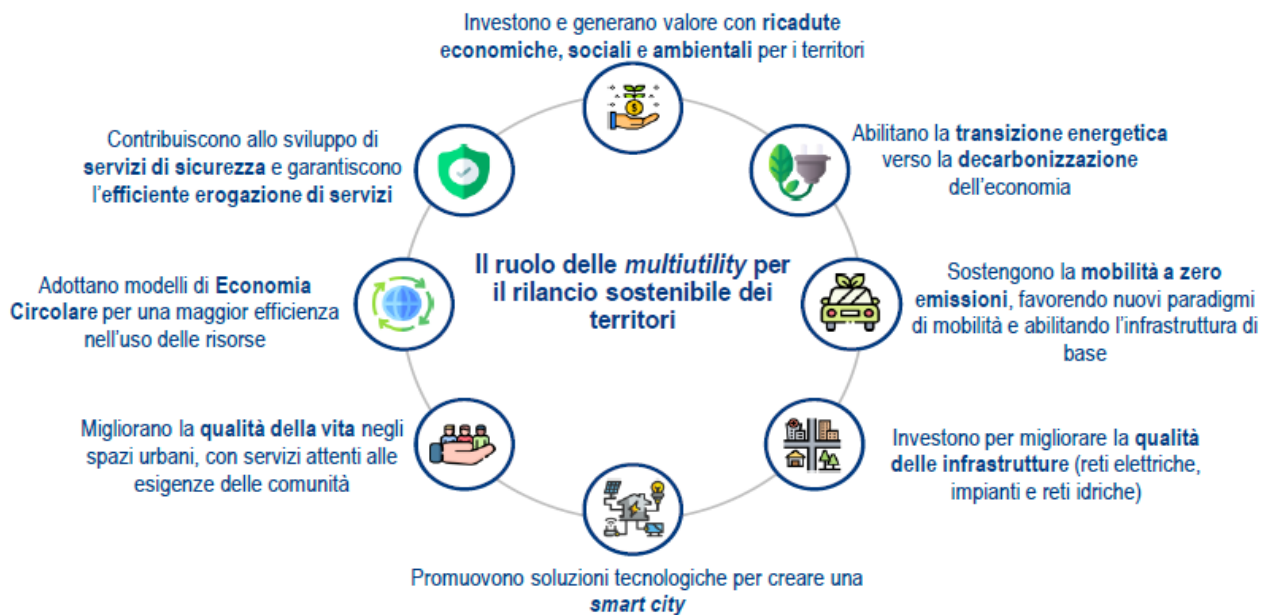 Investono e generano valore con ricadute
economiche, sociali e ambientali per i territori
Abilitano la transizione energetica
verso la decarbonizzazione
dell'economia
Sostengono la mobilità a zero
emissioni, favorendo nuovi paradigmi
di mobilità e abilitando l'infrastruttura di
base
Investono per migliorare la qualità
delle infrastrutture (reti elettriche,
impianti e reti idriche)
Promuovono soluzioni tecnologiche per creare una
smart city
Migliorano la qualità della vita negli
spazi urbani, con servizi attenti alle
esigenze delle comunità
Adottano modelli di Economia
Circolare per una maggior efficienza
nell'uso delle risorse
Contribuiscono allo sviluppo di
servizi di sicurezza e garantiscono
l'efficiente erogazione di servizi
Il ruolo delle multiutility per
il rilancio sostenibile dei
territori